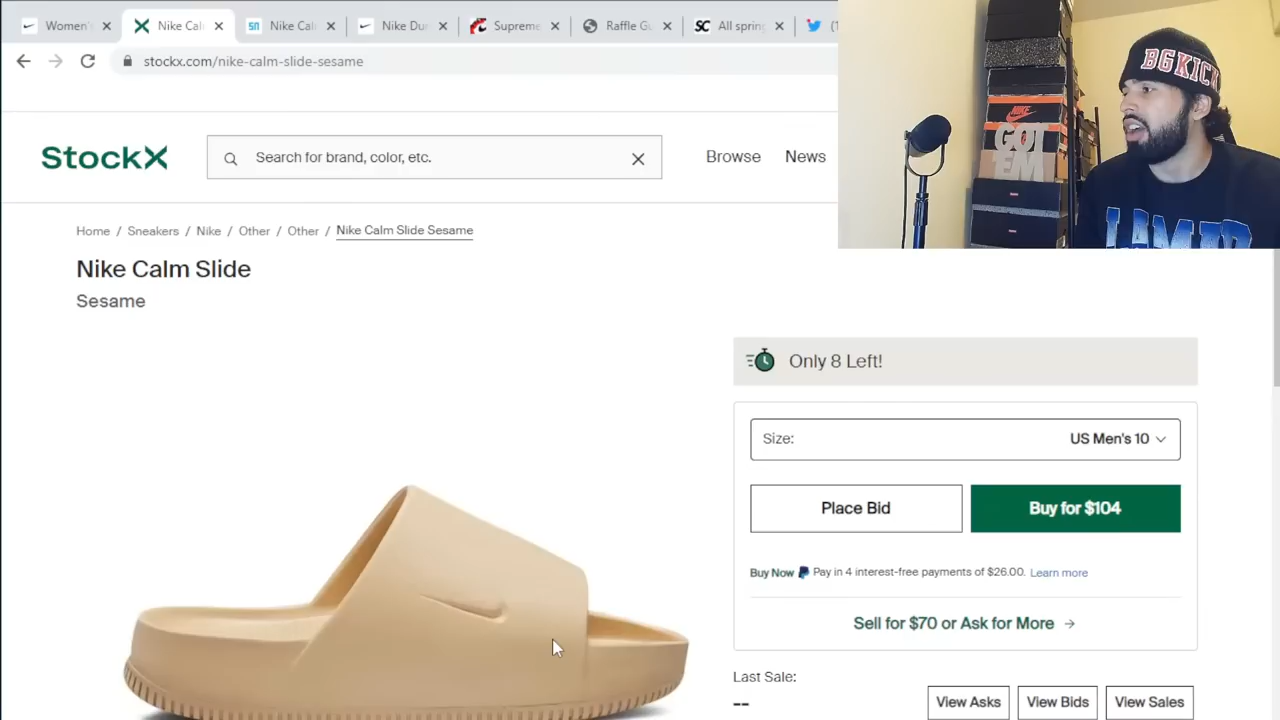 Women'
Nike Cal
Nike Cal
Nike Dun
Supreme
Raffle Gu
All spring
stockx.com/nike-calm-slide-sesame
StockX
Search for brand, color, etc.
Browse
News
BGKICK
NIKE
GOT
'EM
Home / Sneakers / Nike / Other / Other / Nike Calm Slide Sesame
Nike Calm Slide
Sesame
Only 8 Left!
Size: US Men's 10
Place Bid
Buy for $104
Buy Now Pay in 4 interest-free payments of $26.00. Learn more
Sell for $70 or Ask for More →
Last Sale:
--
View Asks
View Bids
View Sales